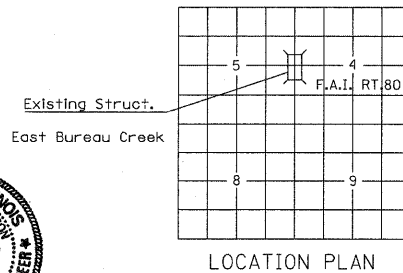 5 4
F.A.I. RT.80
Existing Struct.
East Bureau Creek
8 9
LOCATION PLAN